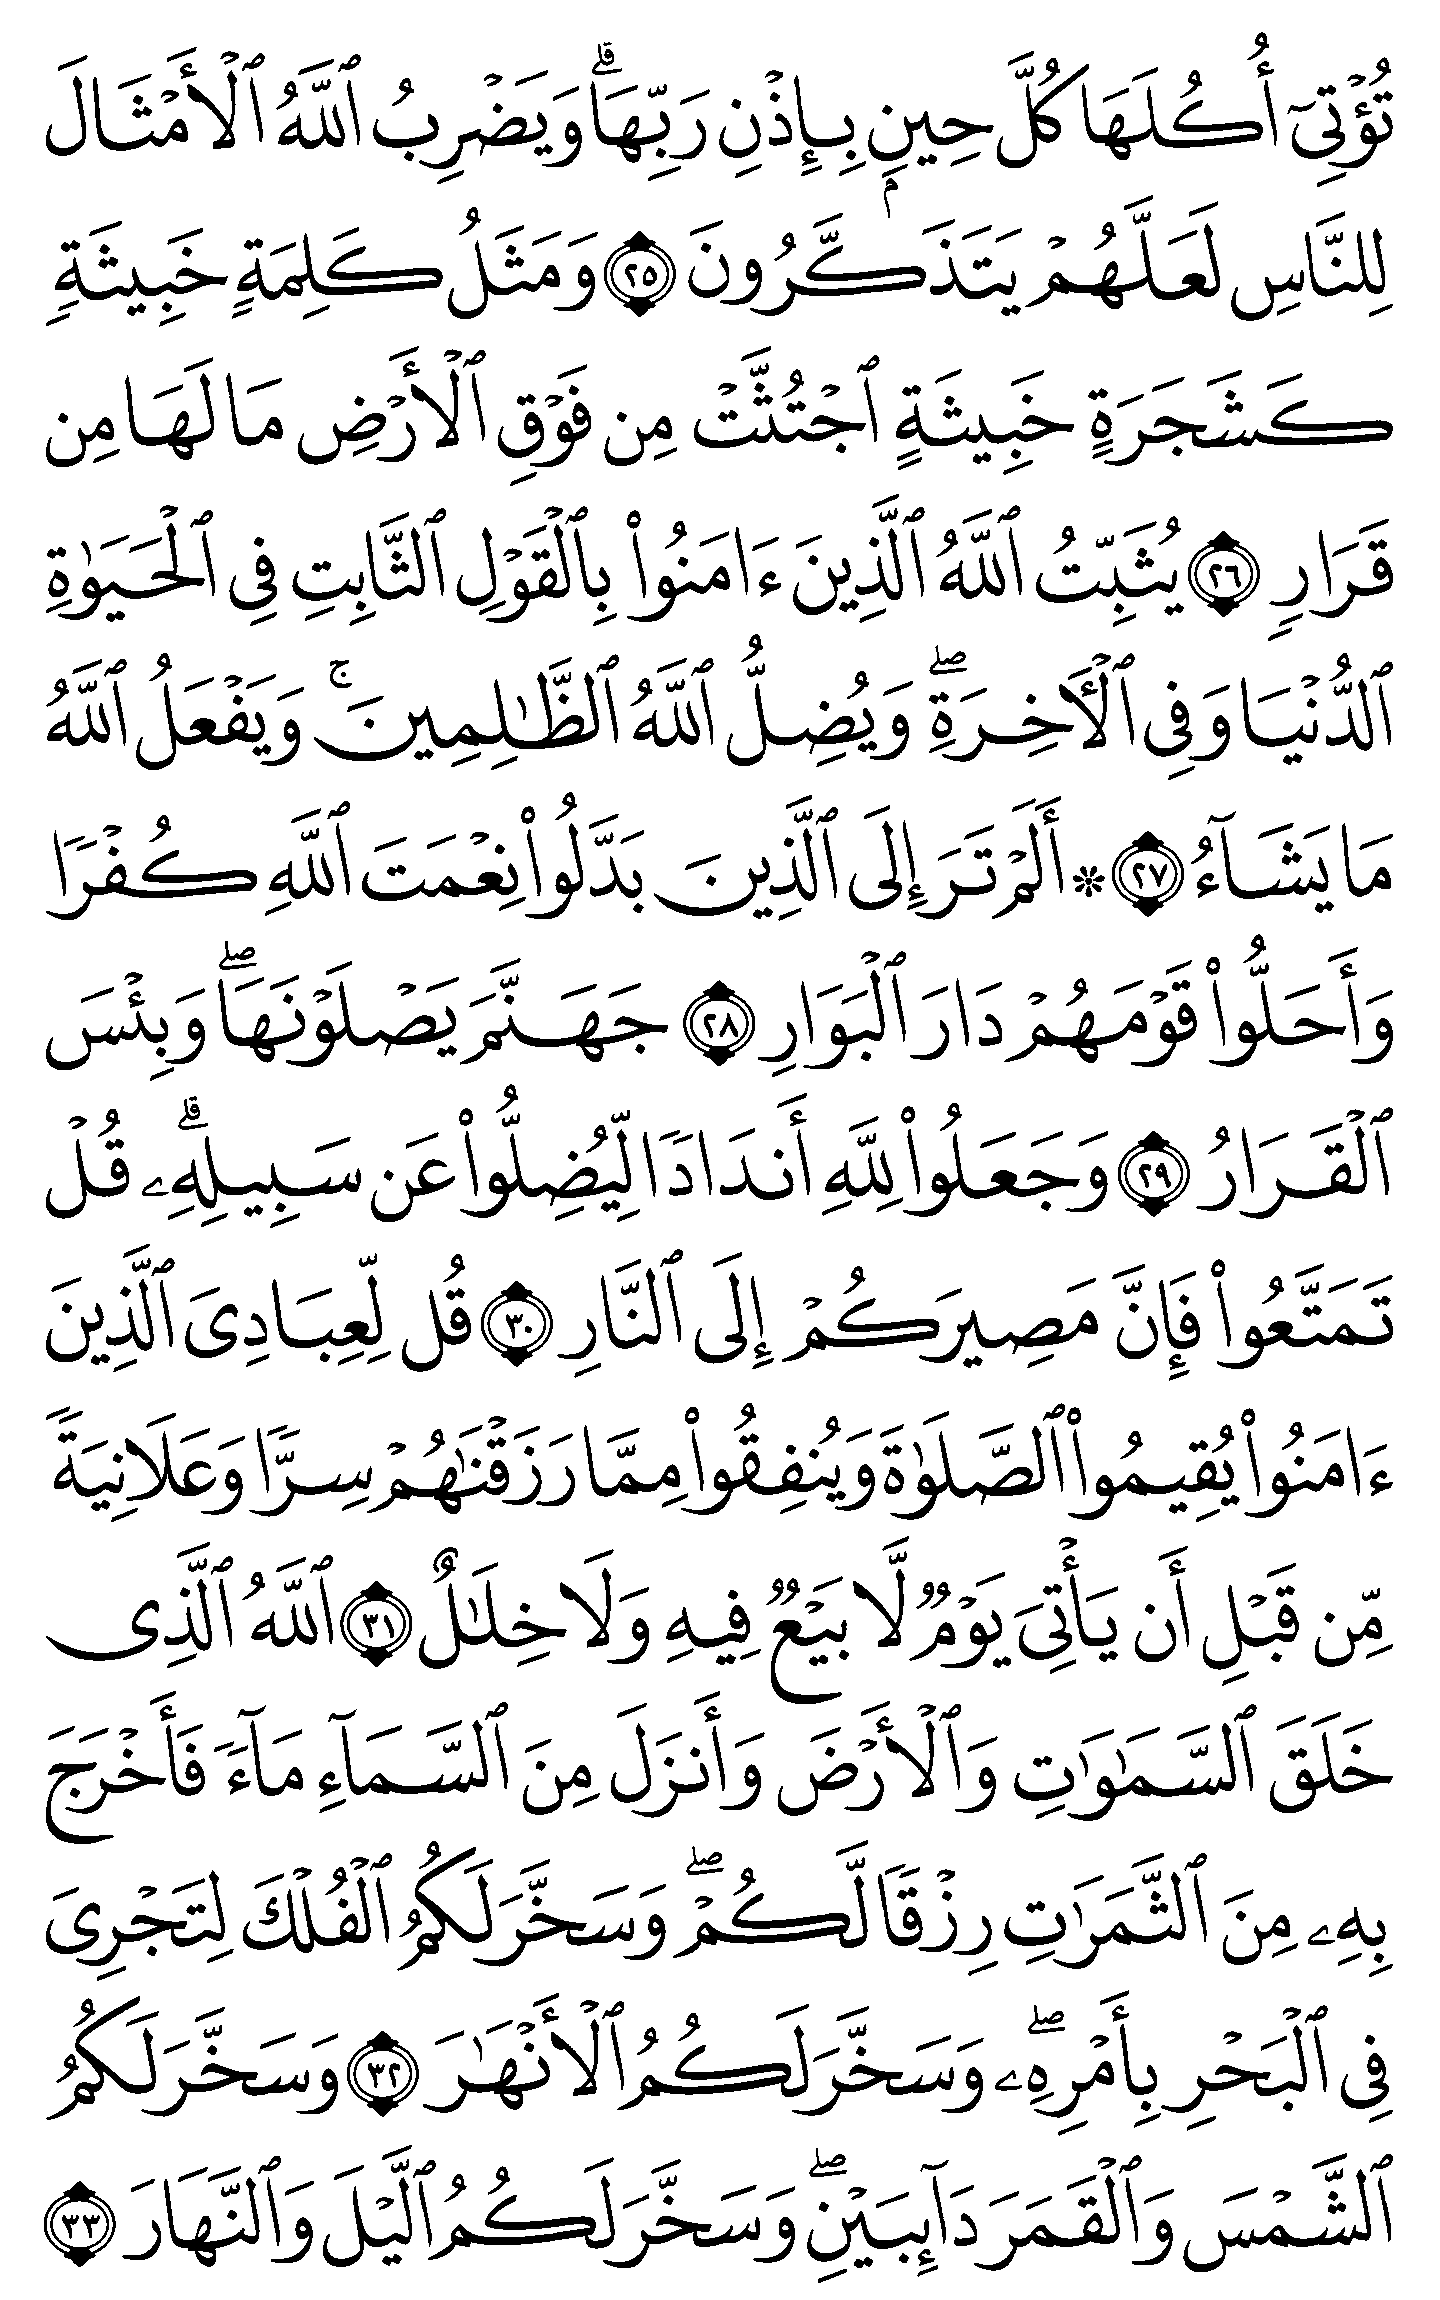 تُؤۡتِيٓ أُكُلَهَا كُلَّ حِينِۭ بِإِذۡنِ رَبِّهَاۗ وَيَضۡرِبُ ٱللَّهُ ٱلۡأَمۡثَالَ
لِلنَّاسِ لَعَلَّهُمۡ يَتَذَكَّرُونَ ٢٥ وَمَثَلُ كَلِمَةٍ خَبِيثَةٖ
كَشَجَرَةٍ خَبِيثَةٍ ٱجۡتُثَّتۡ مِن فَوۡقِ ٱلۡأَرۡضِ مَا لَهَا مِن
قَرَارٖ ٢٦ يُثَبِّتُ ٱللَّهُ ٱلَّذِينَ ءَامَنُواْ بِٱلۡقَوۡلِ ٱلثَّابِتِ فِي ٱلۡحَيَوٰةِ
ٱلدُّنۡيَا وَفِي ٱلۡأٓخِرَةِۖ وَيُضِلُّ ٱللَّهُ ٱلظَّٰلِمِينَۚ وَيَفۡعَلُ ٱللَّهُ
مَا يَشَآءُ ٢٧ ۞ أَلَمۡ تَرَ إِلَى ٱلَّذِينَ بَدَّلُواْ نِعۡمَتَ ٱللَّهِ كُفۡرٗا
وَأَحَلُّواْ قَوۡمَهُمۡ دَارَ ٱلۡبَوَارِ ٢٨ جَهَنَّمَ يَصۡلَوۡنَهَاۖ وَبِئۡسَ
ٱلۡقَرَارُ ٢٩ وَجَعَلُواْ لِلَّهِ أَندَادٗا لِّيُضِلُّواْ عَن سَبِيلِهِۦۗ قُلۡ
تَمَتَّعُواْ فَإِنَّ مَصِيرَكُمۡ إِلَى ٱلنَّارِ ٣٠ قُل لِّعِبَادِيَ ٱلَّذِينَ
ءَامَنُواْ يُقِيمُواْ ٱلصَّلَوٰةَ وَيُنفِقُواْ مِمَّا رَزَقۡنَٰهُمۡ سِرّٗا وَعَلَانِيَةٗ
مِّن قَبۡلِ أَن يَأۡتِيَ يَوۡمٞ لَّا بَيۡعٞ فِيهِ وَلَا خِلَٰلٌ ٣١ ٱللَّهُ ٱلَّذِي
خَلَقَ ٱلسَّمَٰوَٰتِ وَٱلۡأَرۡضَ وَأَنزَلَ مِنَ ٱلسَّمَآءِ مَآءٗ فَأَخۡرَجَ
بِهِۦ مِنَ ٱلثَّمَرَٰتِ رِزۡقٗا لَّكُمۡۖ وَسَخَّرَ لَكُمُ ٱلۡفُلۡكَ لِتَجۡرِيَ
فِي ٱلۡبَحۡرِ بِأَمۡرِهِۦۖ وَسَخَّرَ لَكُمُ ٱلۡأَنۡهَٰرَ ٣٢ وَسَخَّرَ لَكُمُ
ٱلشَّمۡسَ وَٱلۡقَمَرَ دَآئِبَيۡنِۖ وَسَخَّرَ لَكُمُ ٱلَّيۡلَ وَٱلنَّهَارَ ٣٣